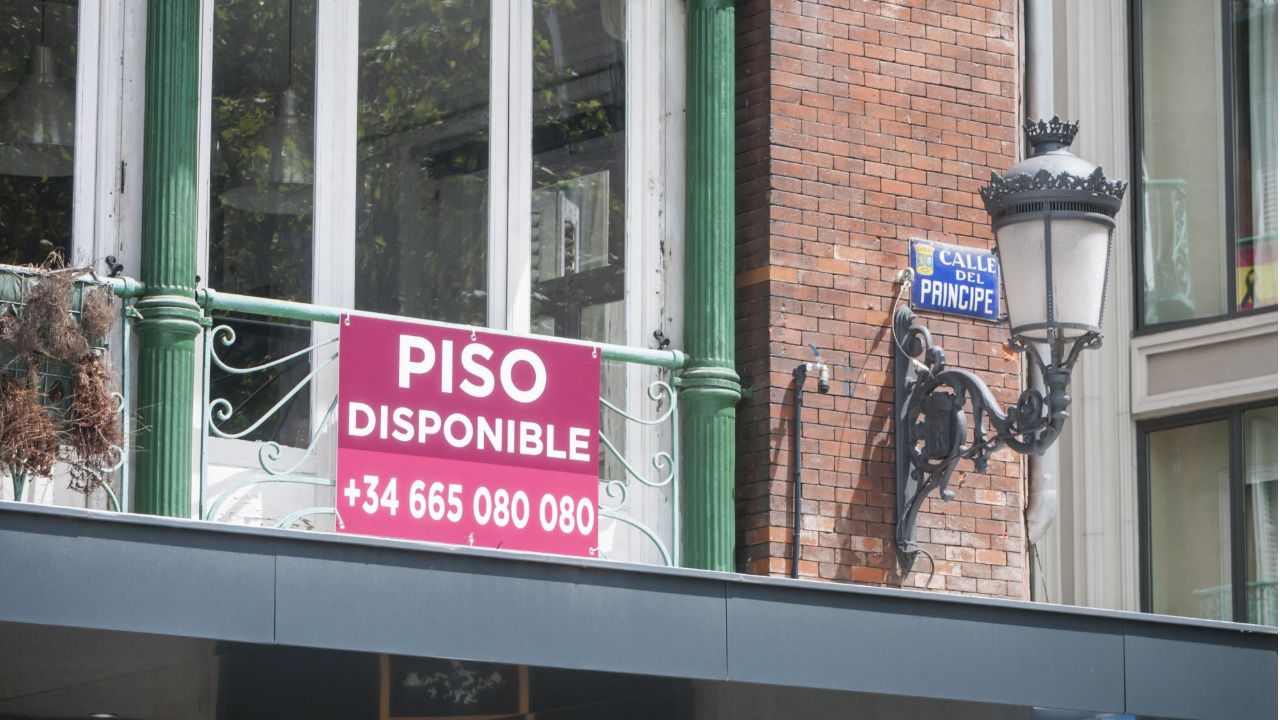 PISO
DISPONIBLE
+34 665 080 080
CALLE
DEL
PRINCIPE